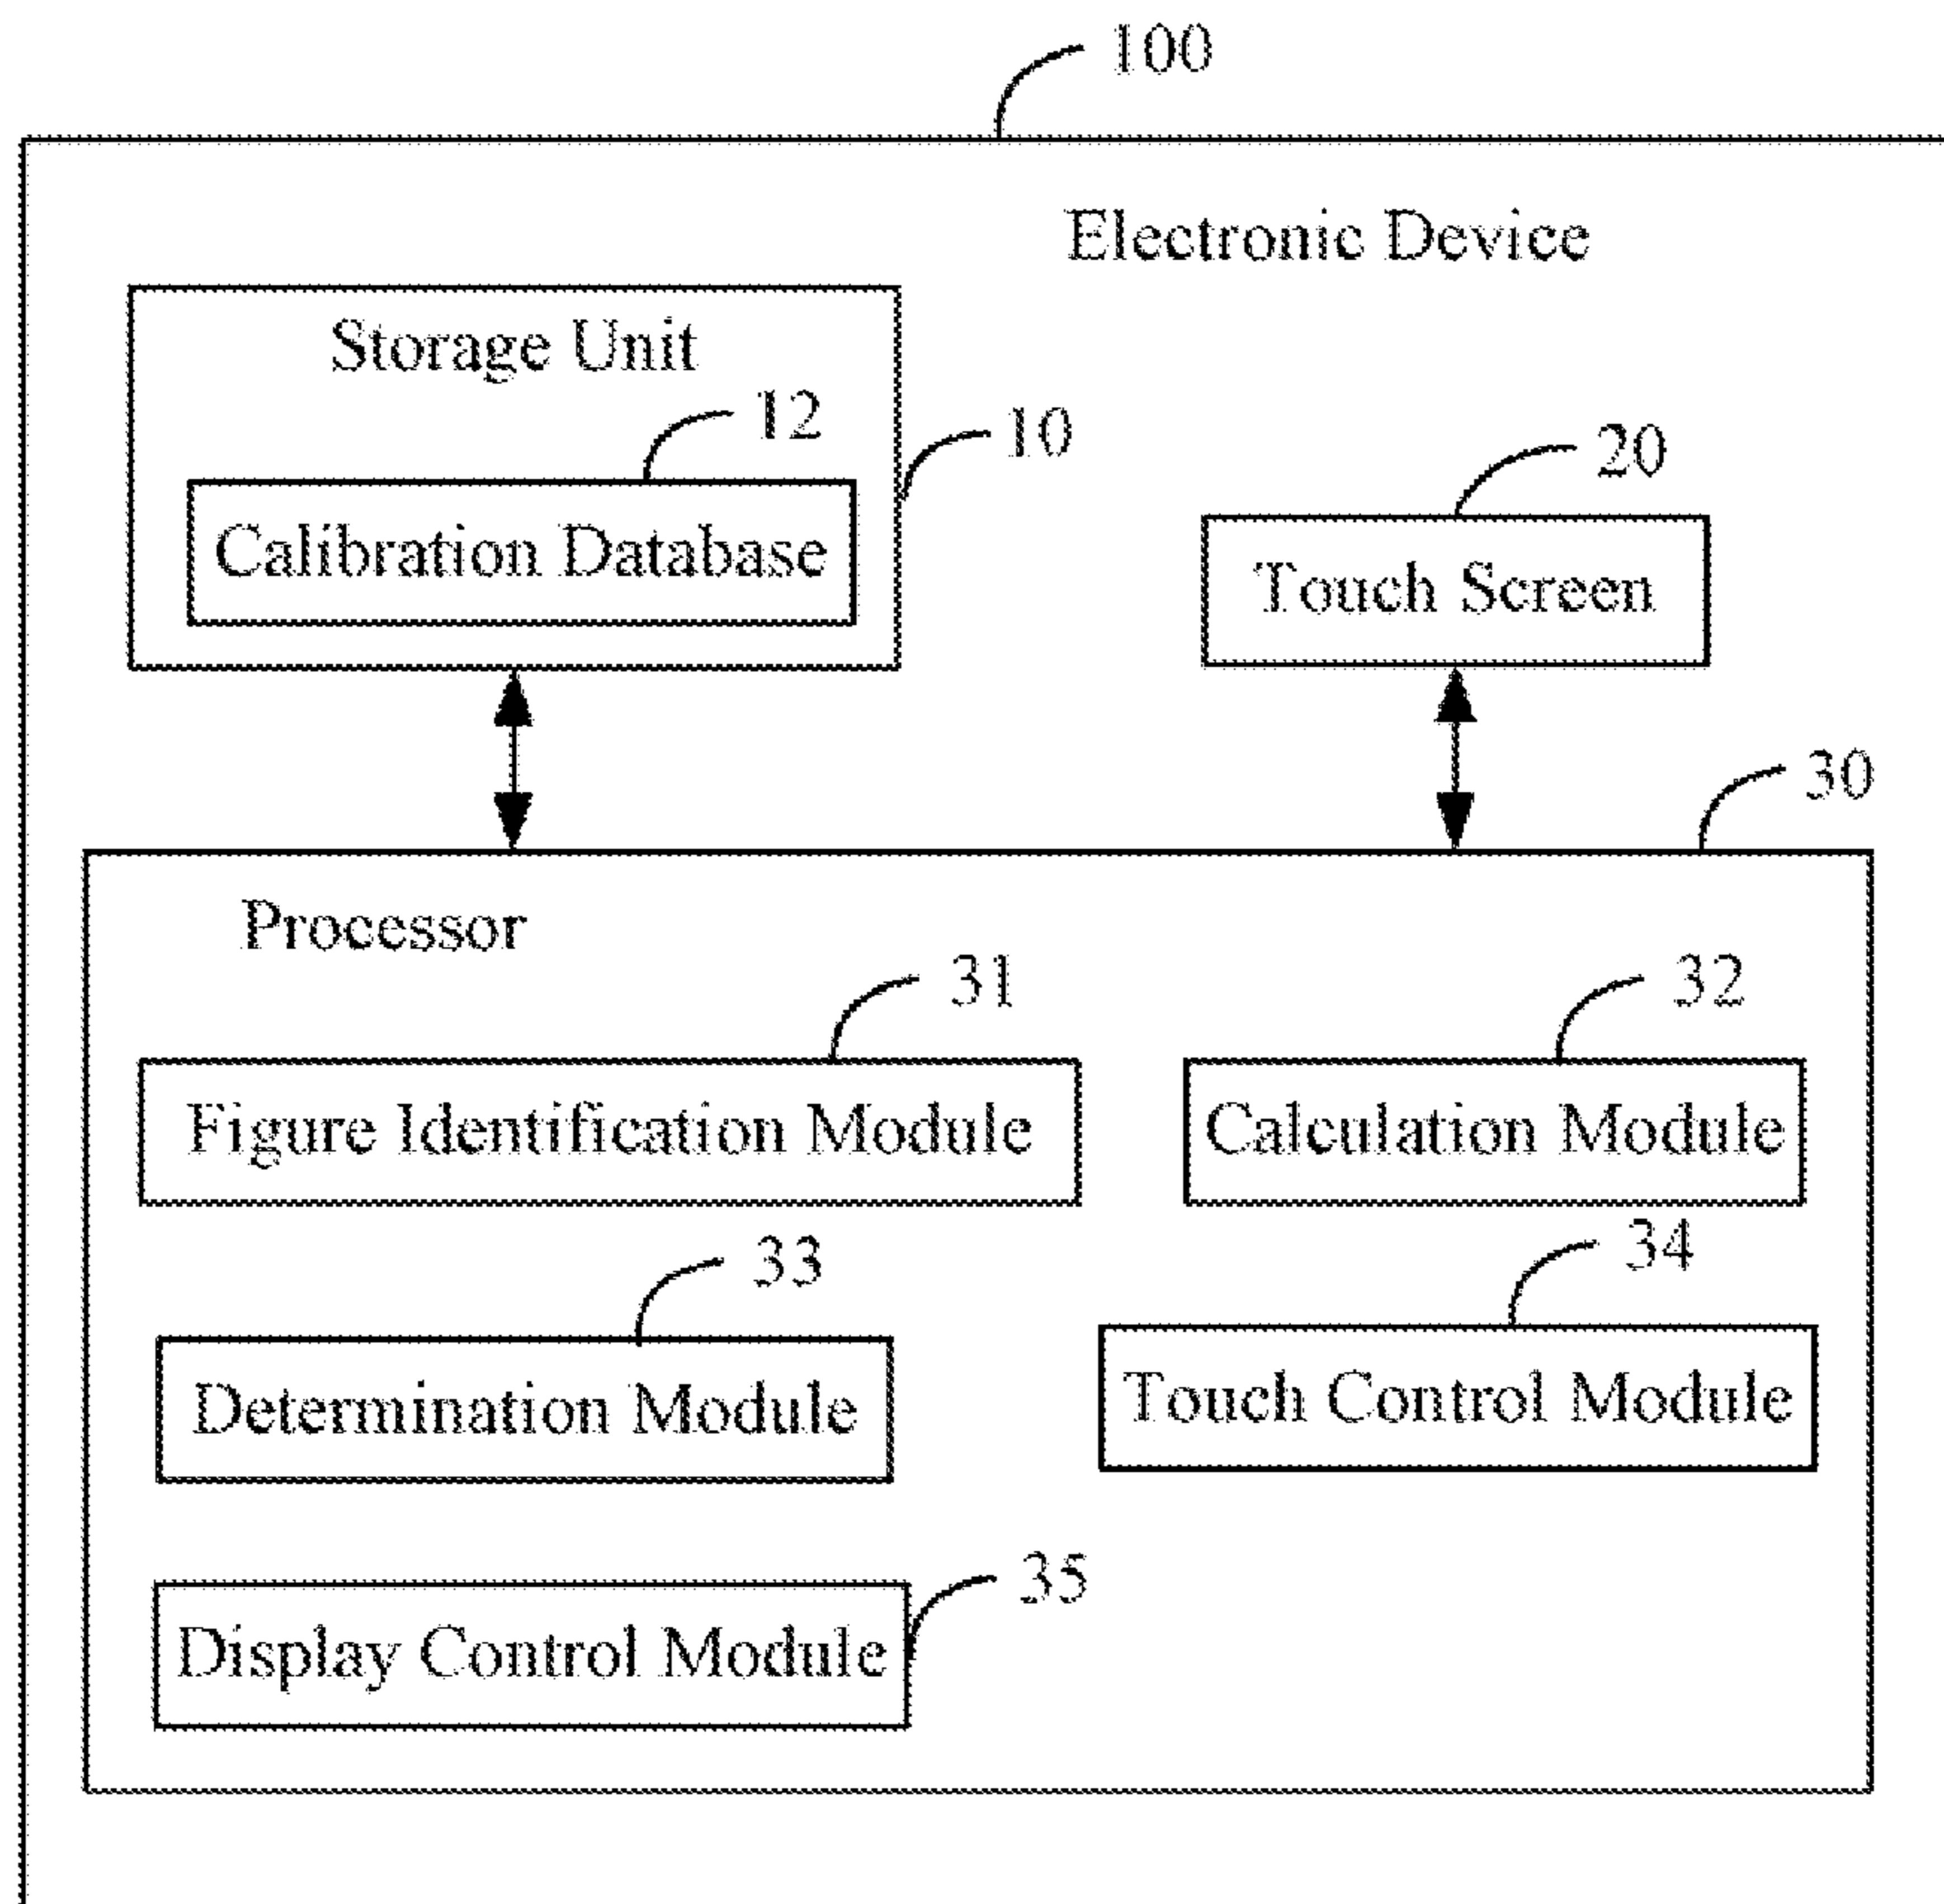 100
Electronic Device
Storage Unit
12
10
Calibration Database
20
Touch Screen
30
Processor
31
32
Figure Identification Module
Calculation Module
33
34
Determination Module
Touch Control Module
35
Display Control Module